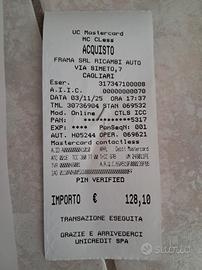 UC Mastercard
MC CLess
ACQUISTO
FRAMA SRL RICAMBI AUTO
VIA SIMETO,7
CAGLIARI
Eser. 317347100008
A.I.I.C. 00000000070
DATA 03/11/25 ORA 17:37
TML 30736904 STAN 069532
Mod. Online CTLS ICC
PAN: ************5317
EXP: **** PanSeqN: 001
AUT. H05244 OPER. 069621
Mastercard contactless
PIN VERIFIED
IMPORTO € 128,10
TRANSAZIONE ESEGUITA
GRAZIE E ARRIVEDERCI
UNICREDIT SPA
subito